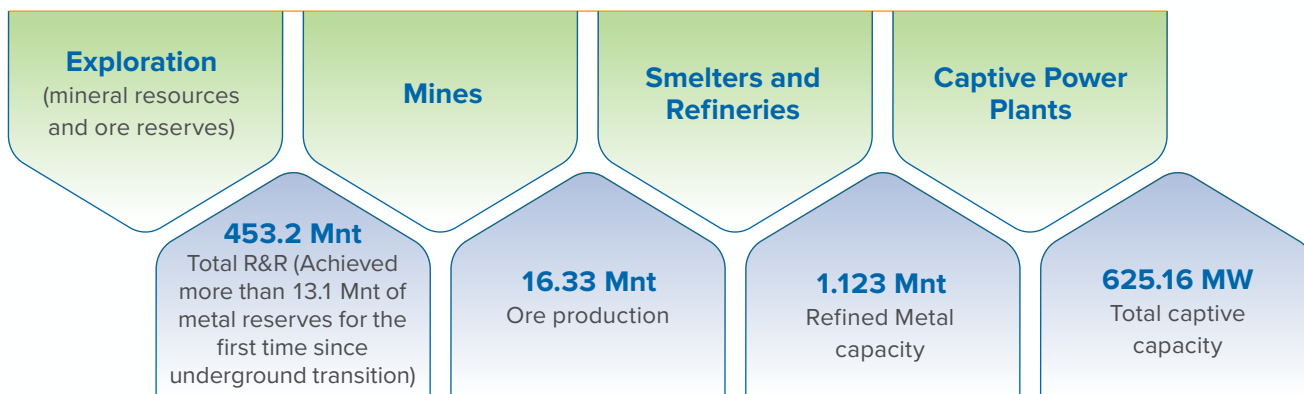 Exploration
(mineral resources
and ore reserves)
Mines
Smelters and
Refineries
Captive Power
Plants
453.2 Mnt
Total R&R (Achieved
more than 13.1 Mnt of
metal reserves for the
first time since
underground transition)
16.33 Mnt
Ore production
1.123 Mnt
Refined Metal
capacity
625.16 MW
Total captive
capacity